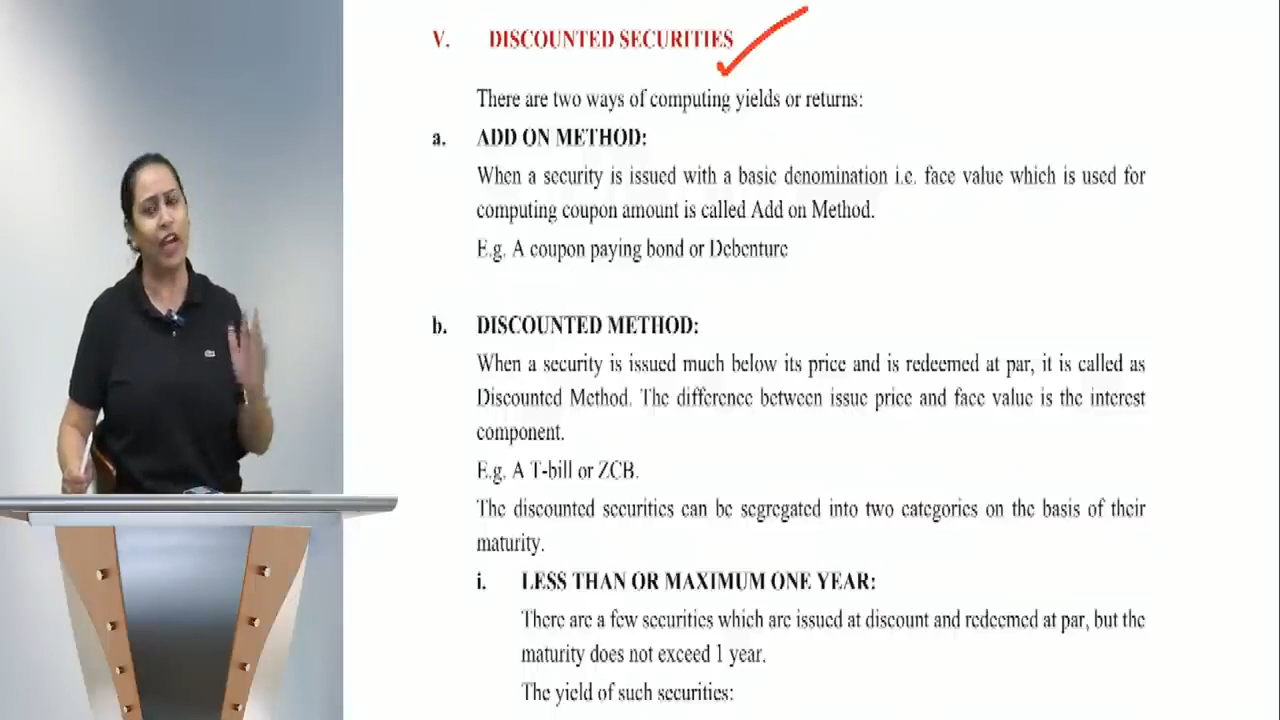 V. DISCOUNTED SECURITIES
There are two ways of computing yields or returns:
a. ADD ON METHOD:
When a security is issued with a basic denomination i.e. face value which is used for
computing coupon amount is called Add on Method.
E.g. A coupon paying bond or Debenture
b. DISCOUNTED METHOD:
When a security is issued much below its price and is redeemed at par, it is called as
Discounted Method. The difference between issue price and face value is the interest
component.
E.g. A T-bill or ZCB.
The discounted securities can be segregated into two categories on the basis of their
maturity.
i. LESS THAN OR MAXIMUM ONE YEAR:
There are a few securities which are issued at discount and redeemed at par, but the
maturity does not exceed 1 year.
The yield of such securities: